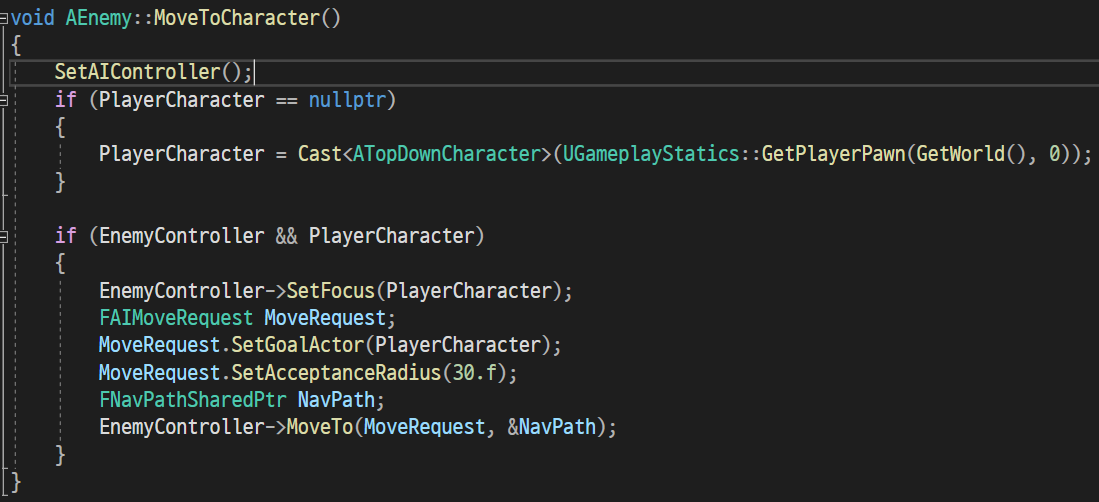 void AEnemy::MoveToCharacter()
{
    SetAIController();
    if (PlayerCharacter == nullptr)
    {
        PlayerCharacter = Cast<ATopDownCharacter>(UGameplayStatics::GetPlayerPawn(GetWorld(), 0));
    }

    if (EnemyController && PlayerCharacter)
    {
        EnemyController->SetFocus(PlayerCharacter);
        FAIMoveRequest MoveRequest;
        MoveRequest.SetGoalActor(PlayerCharacter);
        MoveRequest.SetAcceptanceRadius(30.f);
        FNavPathSharedPtr NavPath;
        EnemyController->MoveTo(MoveRequest, &NavPath);
    }
}